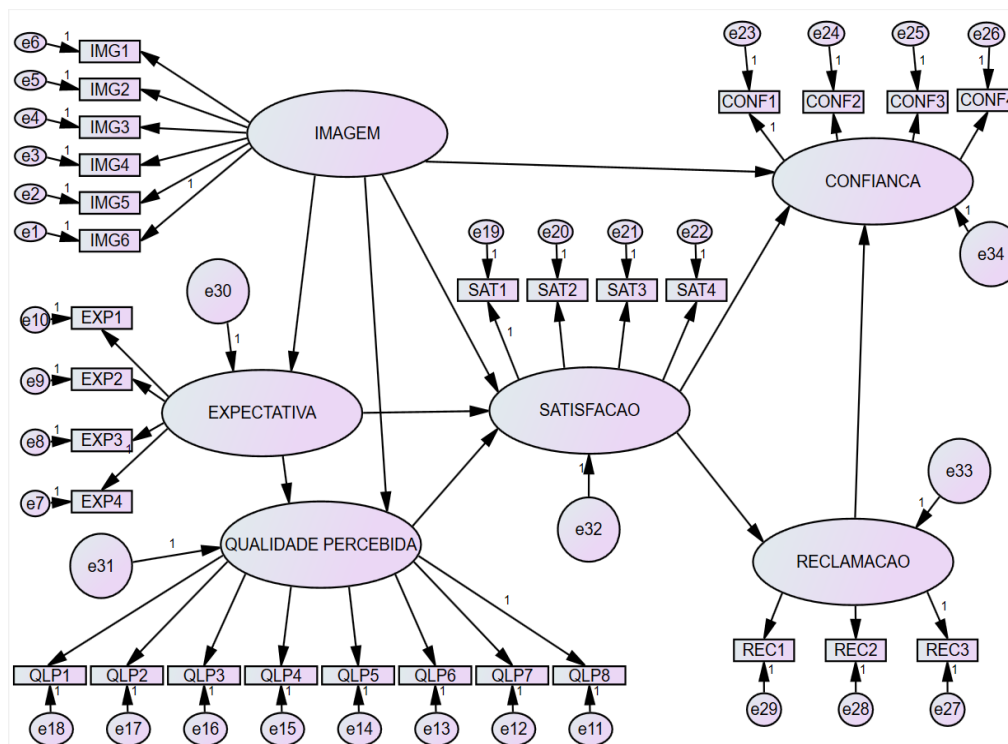 e6 1 IMG1
e5 1 IMG2
e4 1 IMG3
e3 1 IMG4
e2 1 IMG5 1
e1 1 IMG6
IMAGEM
e23 e24 e25 e26
1 1 1 1
CONF1 CONF2 CONF3 CONF4
1
CONFIANCA
1
e34
e30
1
e19 e20 e21 e22
1 1 1 1
SAT1 SAT2 SAT3 SAT4
1
e10 1 EXP1
e9 1 EXP2
e8 1 EXP3
1
e7 1 EXP4
EXPECTATIVA
SATISFACAO
1
e32
e33
1
e31
1
QUALIDADE PERCEBIDA
RECLAMACAO
1
1
QLP1 QLP2 QLP3 QLP4 QLP5 QLP6 QLP7 QLP8
1 1 1 1 1 1 1 1
e18 e17 e16 e15 e14 e13 e12 e11
REC1 REC2 REC3
1 1 1
e29 e28 e27